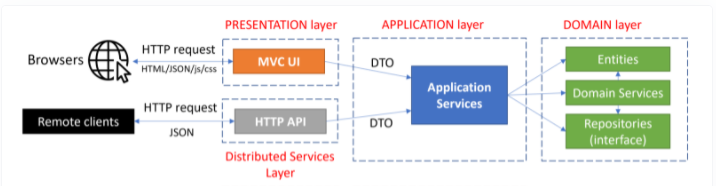 PRESENTATION layer
APPLICATION layer
DOMAIN layer
Browsers
HTTP request
HTML/JSON/js/css
MVC UI
DTO
Application
Services
Entities
Domain Services
Repositories
(interface)
Remote clients
HTTP request
JSON
HTTP API
DTO
Distributed Services
Layer